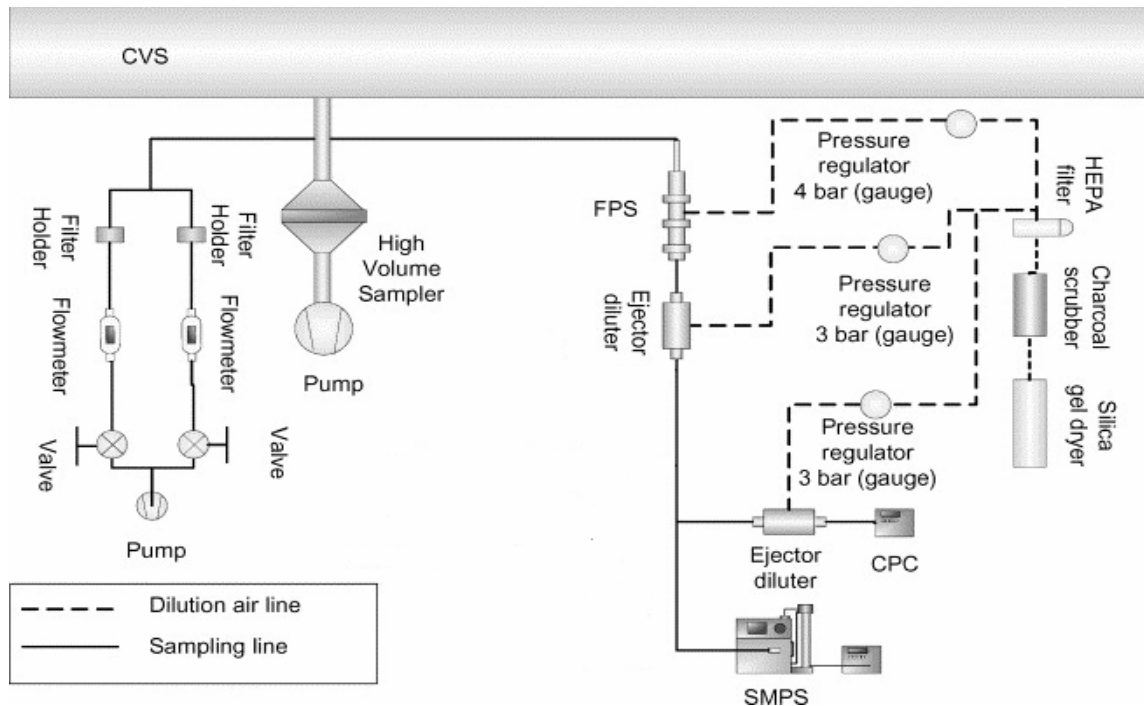 CVS
Pressure
regulator
4 bar (gauge)
HEPA
filter
FPS
Filter
Holder
Filter
Holder
High
Volume
Sampler
Pressure
regulator
3 bar (gauge)
Charcoal
scrubber
Ejector
diluter
Flowmeter
Flowmeter
Pump
Silica
gel dryer
Pressure
regulator
3 bar (gauge)
Valve
Valve
Pump
Ejector
diluter
CPC
Dilution air line
Sampling line
SMPS